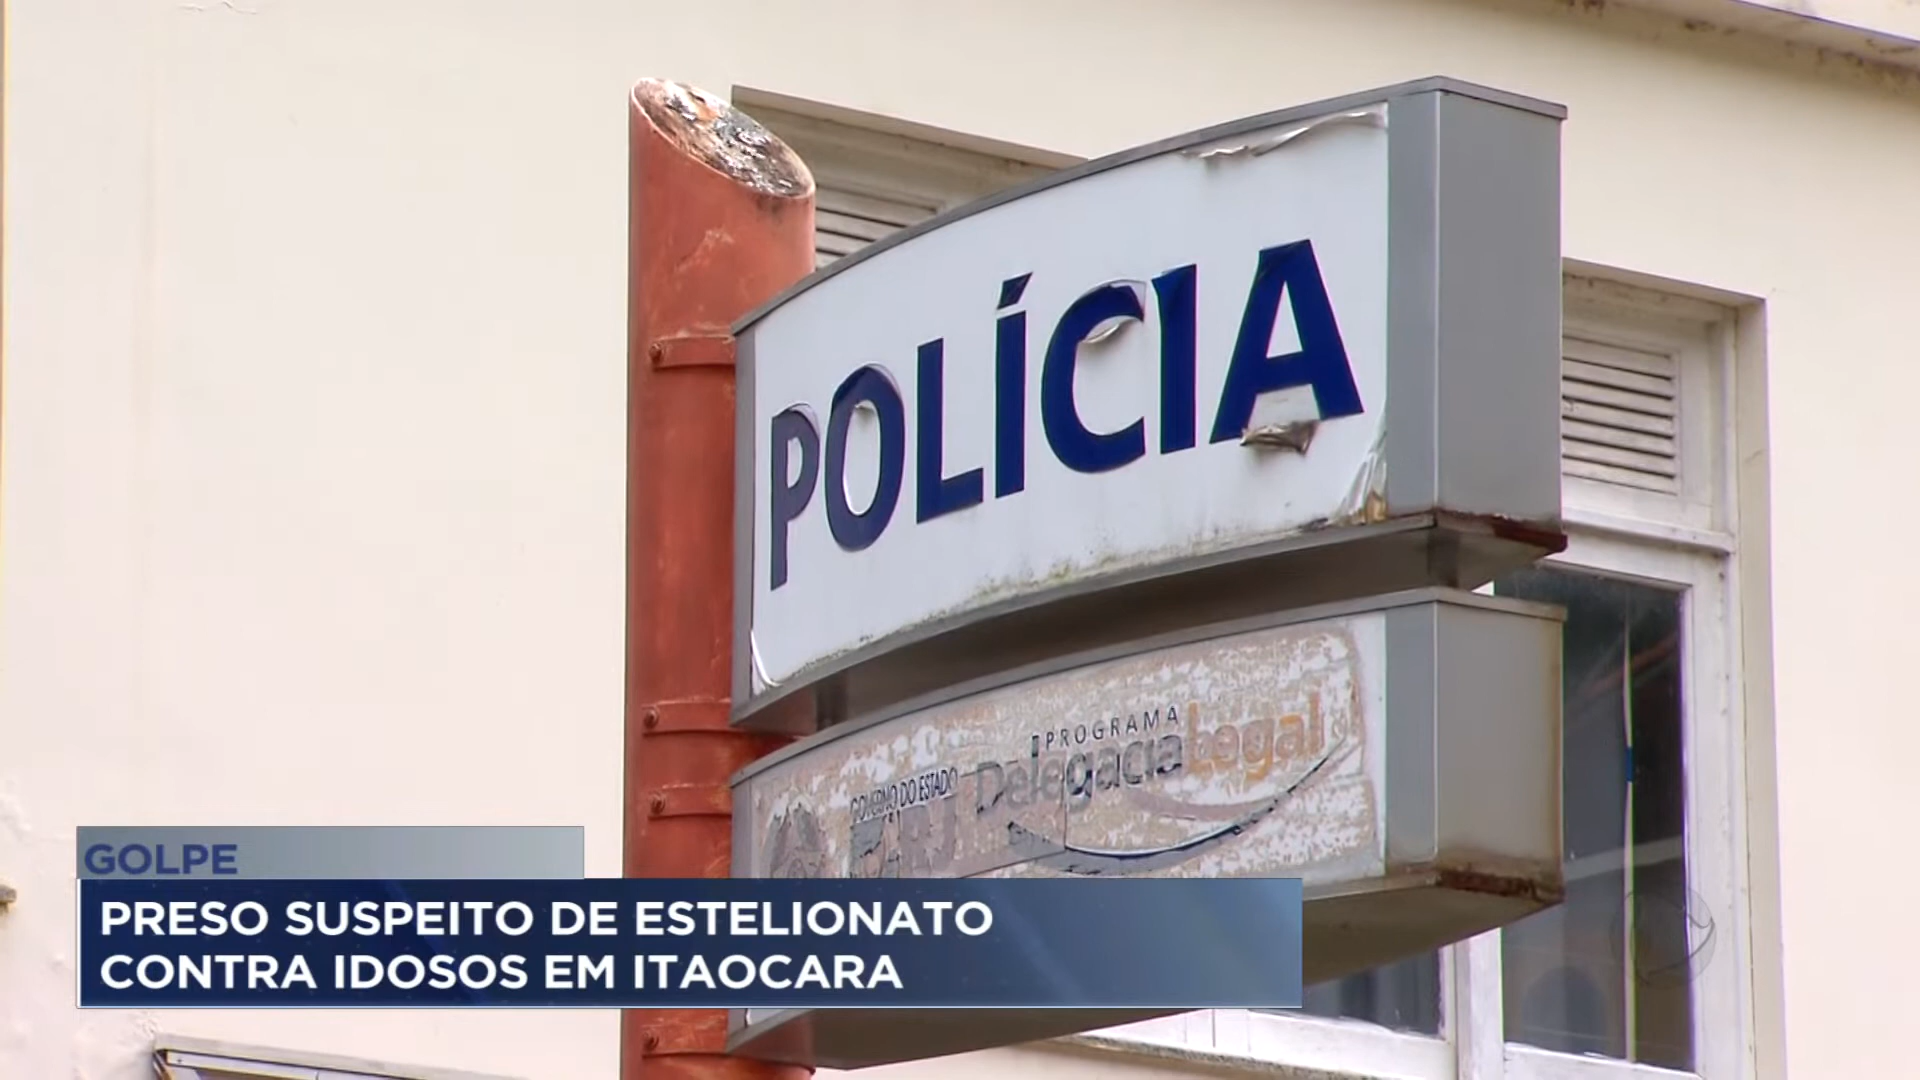 POLÍCIA
PROGRAMA
Delegacia Legal
GOVERNO DO ESTADO
RJ
GOLPE
PRESO SUSPEITO DE ESTELIONATO
CONTRA IDOSOS EM ITAOCARA